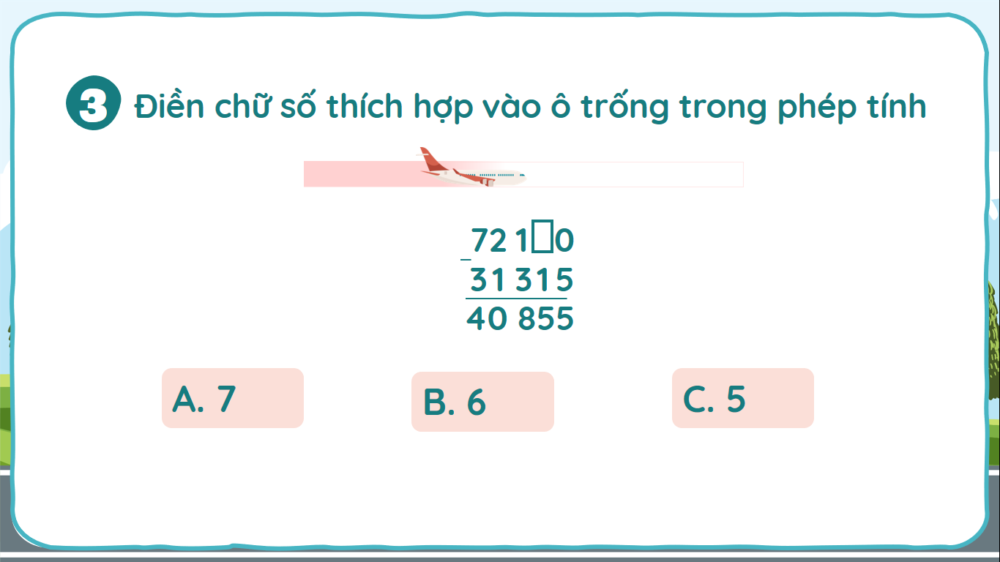 3 Điền chữ số thích hợp vào ô trống trong phép tính
72 1□0
_
31 315
40 855
A. 7
B. 6
C. 5